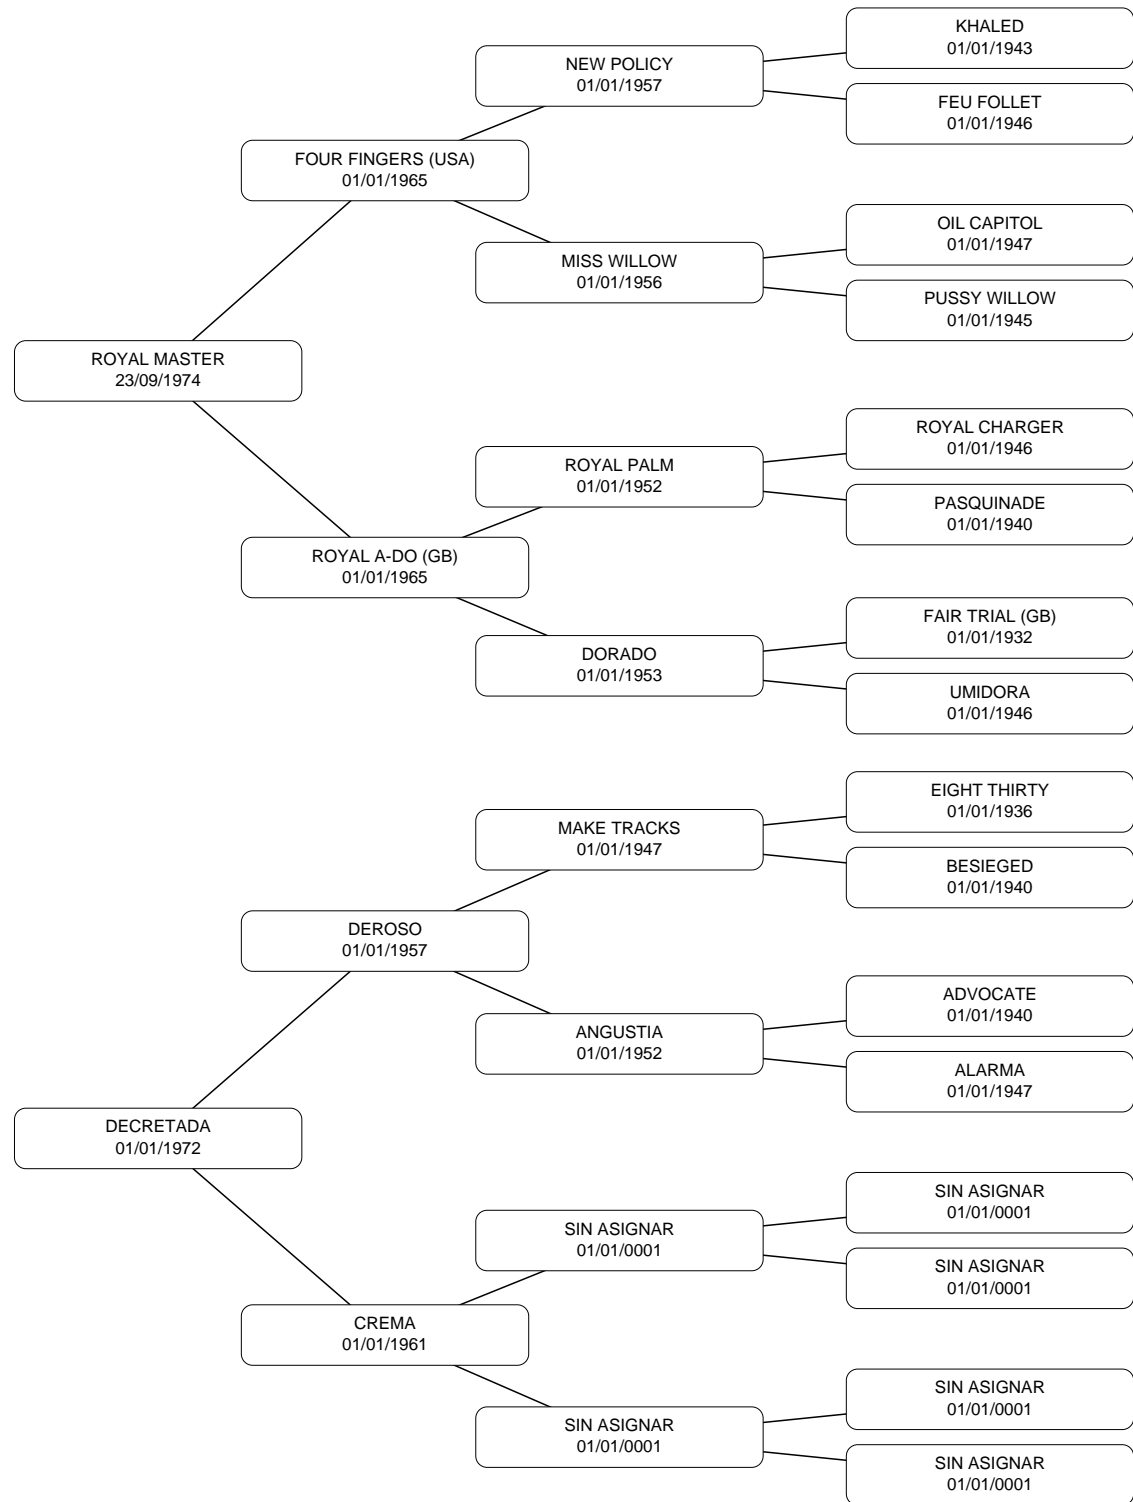 KHALED
01/01/1943
NEW POLICY
01/01/1957
FEU FOLLET
01/01/1946
FOUR FINGERS (USA)
01/01/1965
OIL CAPITOL
01/01/1947
MISS WILLOW
01/01/1956
PUSSY WILLOW
01/01/1945
ROYAL MASTER
23/09/1974
ROYAL CHARGER
01/01/1946
ROYAL PALM
01/01/1952
PASQUINADE
01/01/1940
ROYAL A-DO (GB)
01/01/1965
FAIR TRIAL (GB)
01/01/1932
DORADO
01/01/1953
UMIDORA
01/01/1946
EIGHT THIRTY
01/01/1936
MAKE TRACKS
01/01/1947
BESIEGED
01/01/1940
DEROSO
01/01/1957
ADVOCATE
01/01/1940
ANGUSTIA
01/01/1952
ALARMA
01/01/1947
DECRETADA
01/01/1972
SIN ASIGNAR
01/01/0001
SIN ASIGNAR
01/01/0001
SIN ASIGNAR
01/01/0001
CREMA
01/01/1961
SIN ASIGNAR
01/01/0001
SIN ASIGNAR
01/01/0001
SIN ASIGNAR
01/01/0001